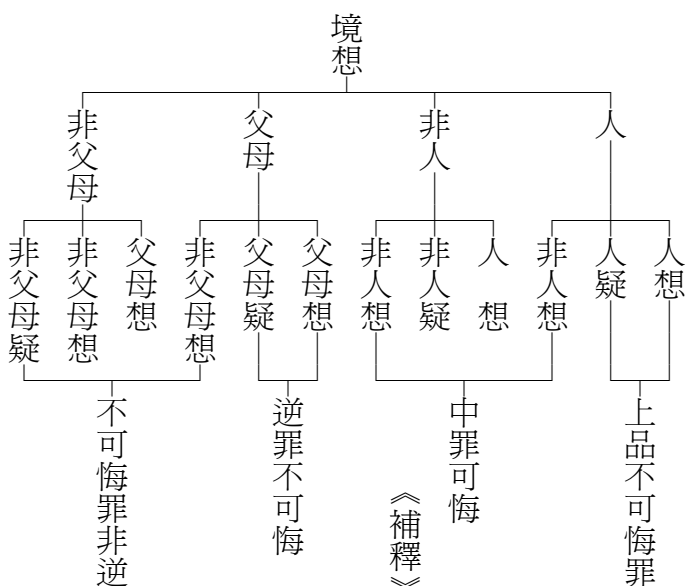 境想
人
非人
父母
非父母
人想
人疑
非人想
人想
非人疑
非人想
父母想
父母疑
非父母想
父母想
非父母想
非父母疑
上品不可悔罪
中罪可悔
逆罪不可悔
不可悔罪非逆
《補釋》